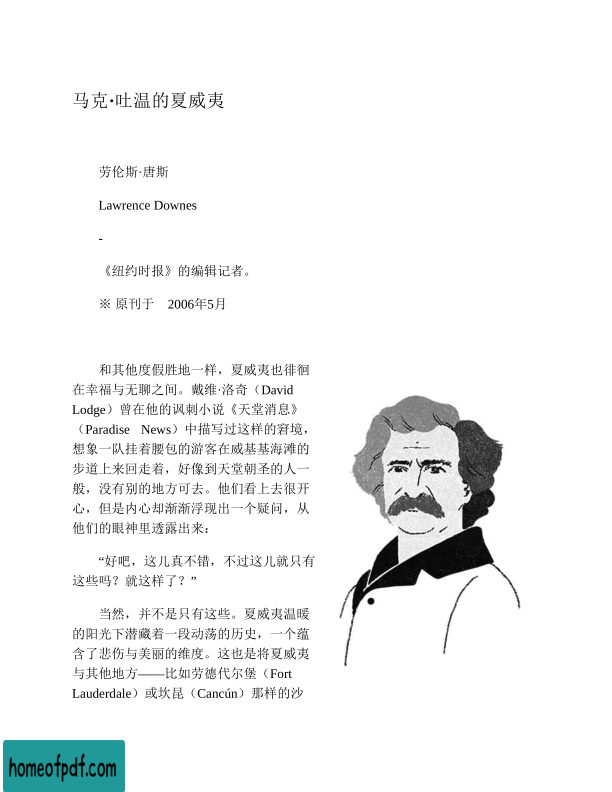 马克·吐温的夏威夷
劳伦斯·唐斯
Lawrence Downes
-
《纽约时报》的编辑记者。
※ 原刊于 2006年5月
和其他度假胜地一样，夏威夷也徘徊
在幸福与无聊之间。戴维·洛奇（David
Lodge）曾在他的讽刺小说《天堂消息》
（Paradise News）中描写过这样的窘境，
想象一队挂着腰包的游客在威基基海滩的
步道上来回走着，好像到天堂朝圣的人一
般，没有别的地方可去。他们看上去很开
心，但是内心却渐渐浮现出一个疑问，从
他们的眼神里透露出来：
“好吧，这儿真不错，不过这儿就只有
这些吗？就这样了？”
当然，并不是只有这些。夏威夷温暖
的阳光下潜藏着一段动荡的历史，一个蕴
含了悲伤与美丽的维度。这也是将夏威夷
与其他地方——比如劳德代尔堡（Fort
Lauderdale）或坎昆（Cancún）那样的沙
homeofpdf.com